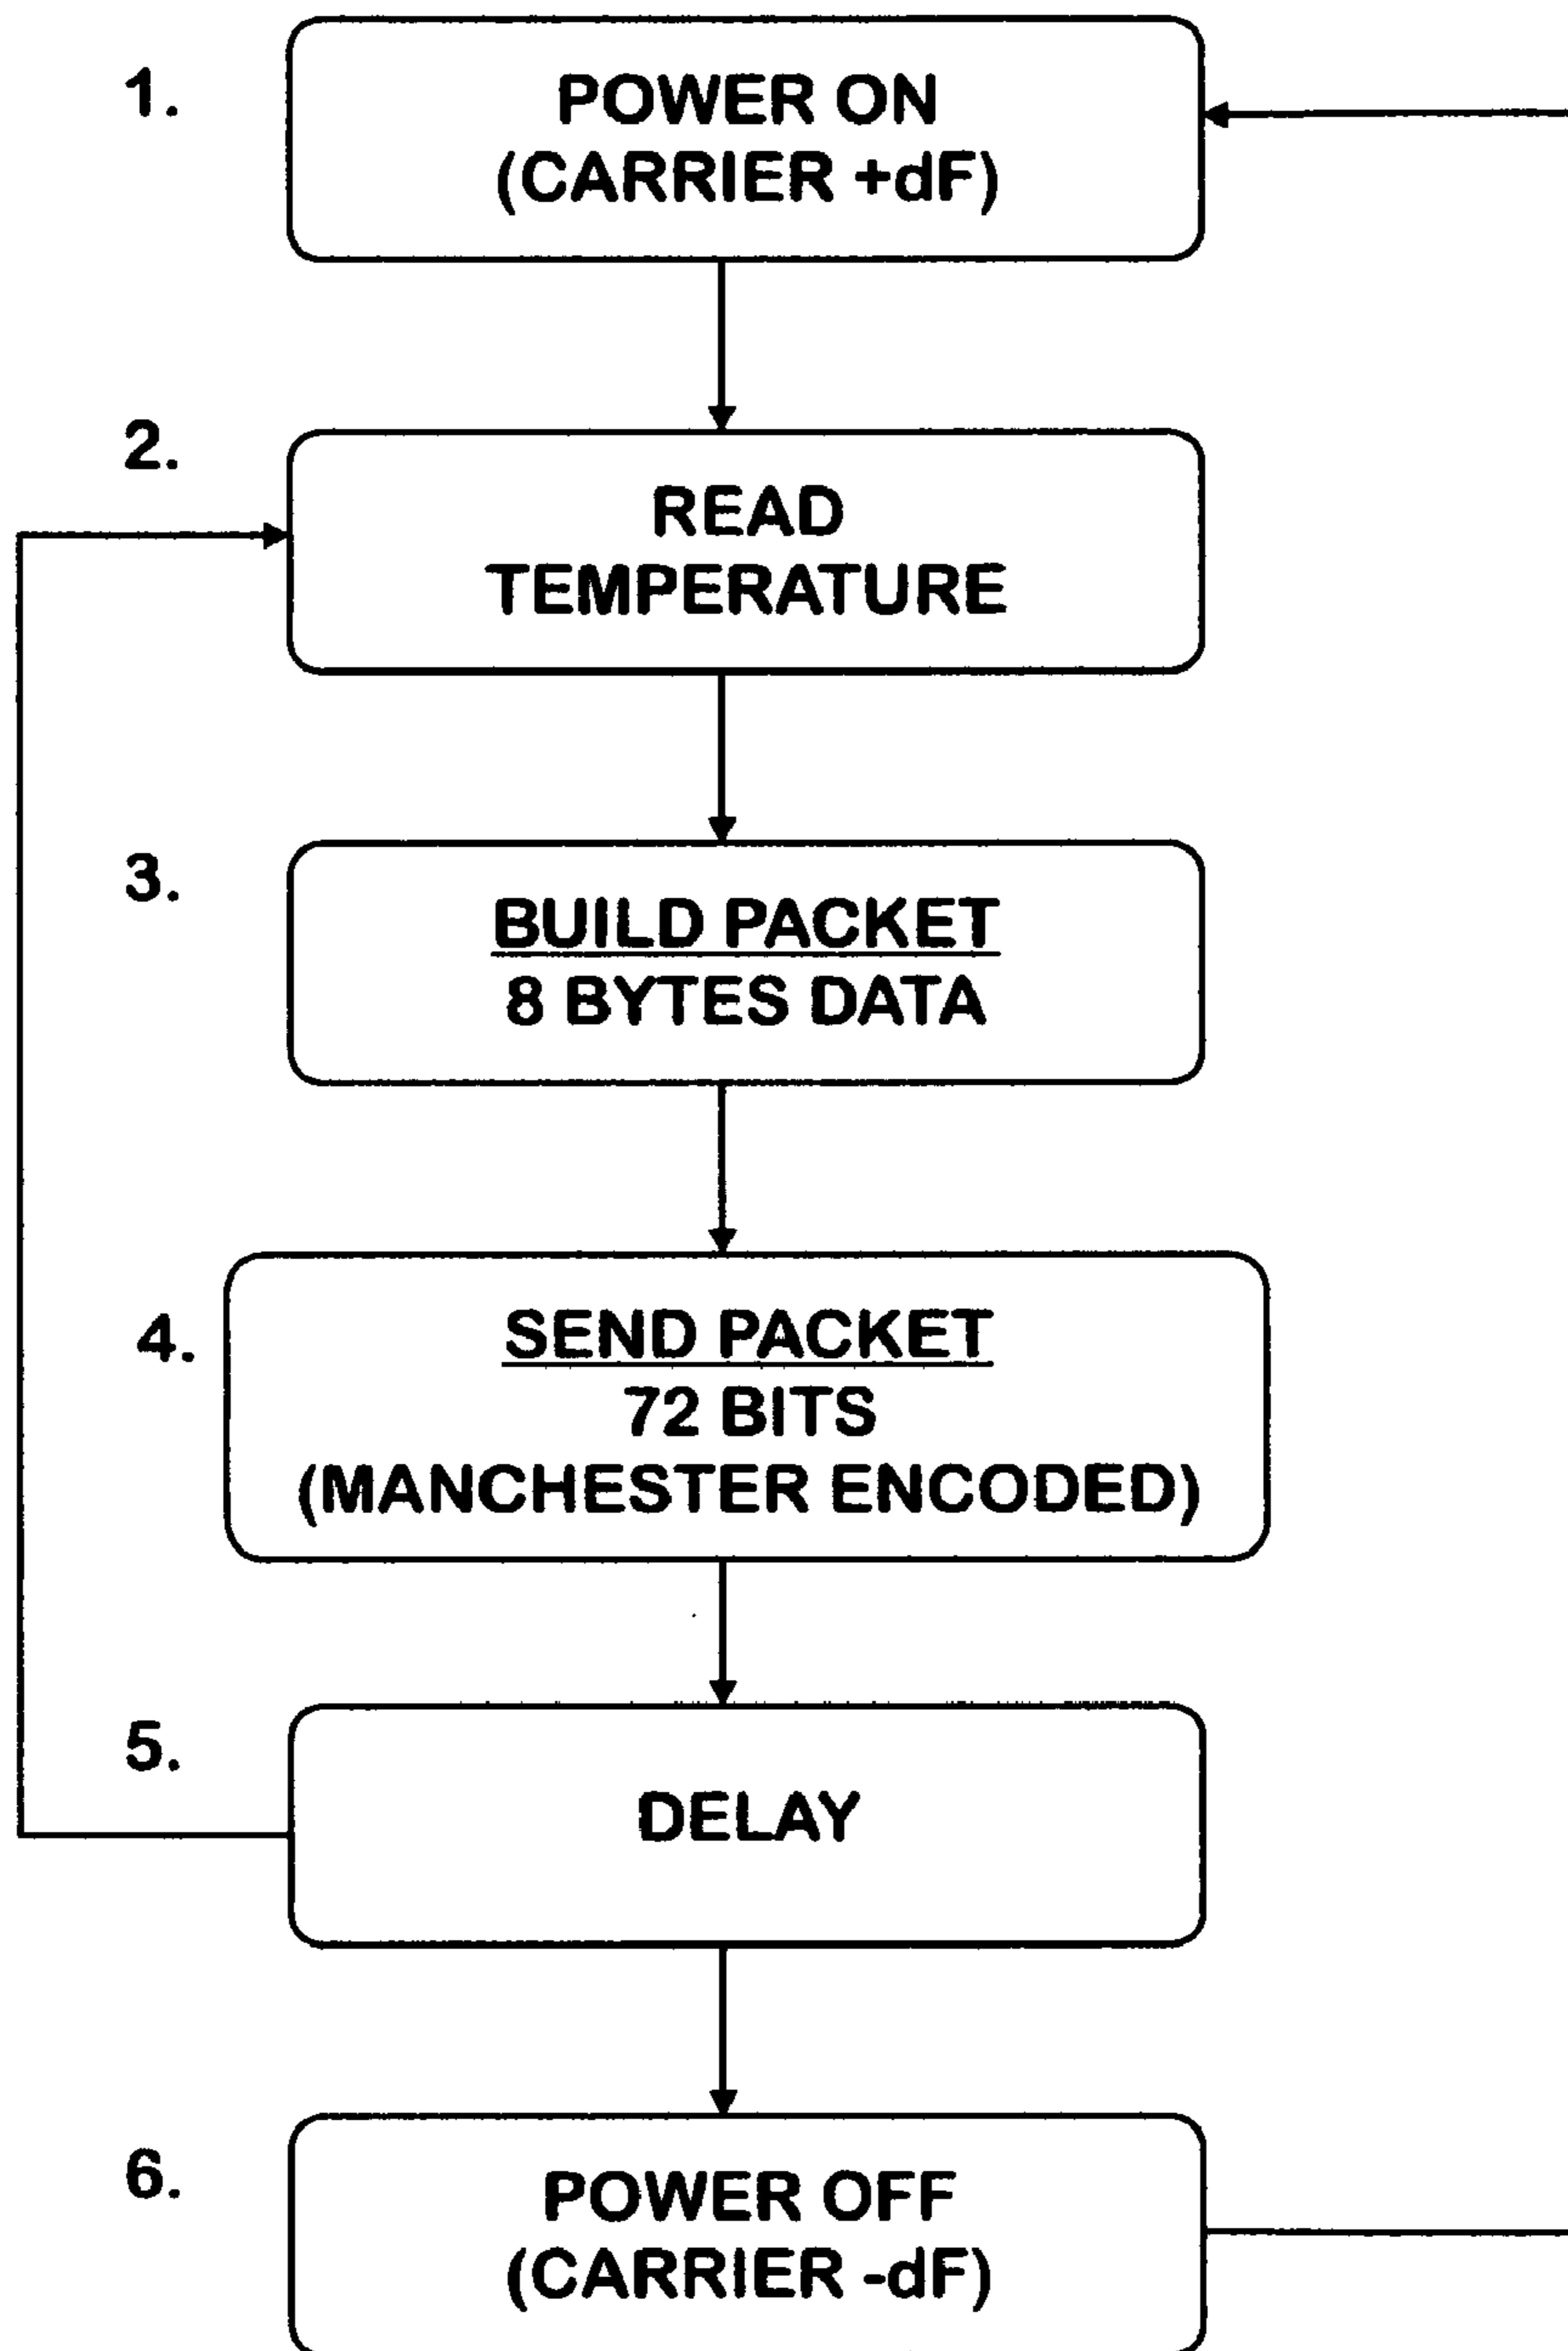 1.
POWER ON
(CARRIER +dF)
2.
READ
TEMPERATURE
3.
BUILD PACKET
8 BYTES DATA
4.
SEND PACKET
72 BITS
(MANCHESTER ENCODED)
5.
DELAY
6.
POWER OFF
(CARRIER -dF)